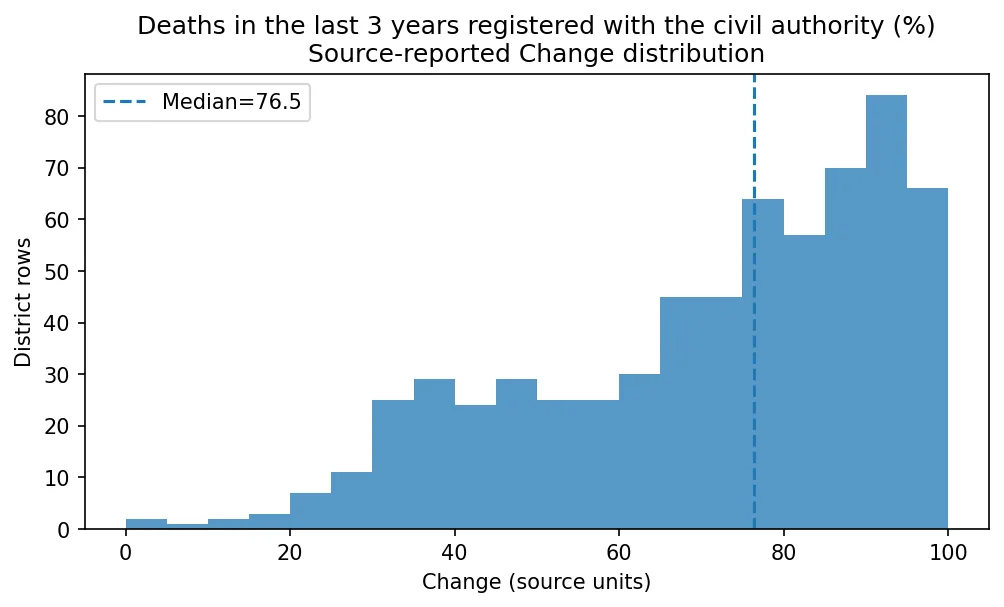 Deaths in the last 3 years registered with the civil authority (%)
Source-reported Change distribution
Median=76.5
District rows
80
70
60
50
40
30
20
10
0
0 20 40 60 80 100
Change (source units)